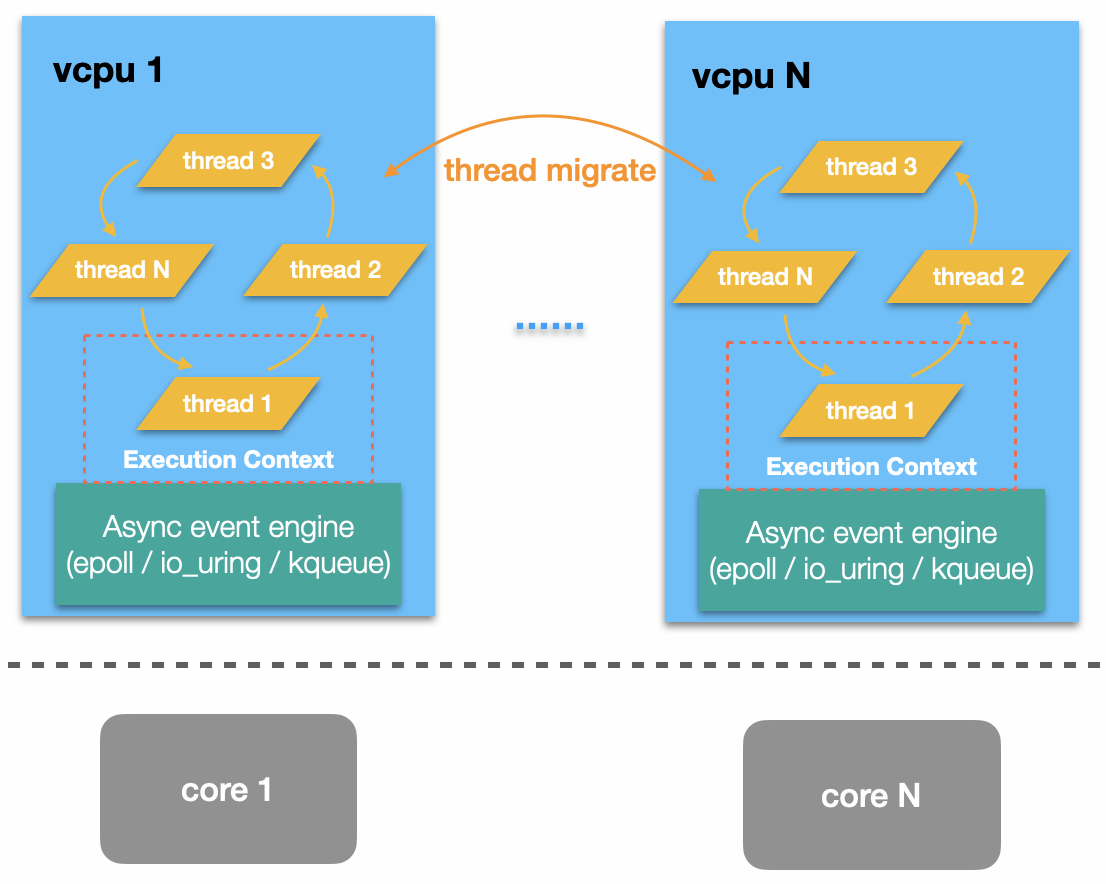 vcpu 1
thread 3
thread N
thread 2
thread 1
Execution Context
Async event engine
(epoll / io_uring / kqueue)
thread migrate
vcpu N
thread 3
thread N
thread 2
thread 1
Execution Context
Async event engine
(epoll / io_uring / kqueue)
core 1
core N